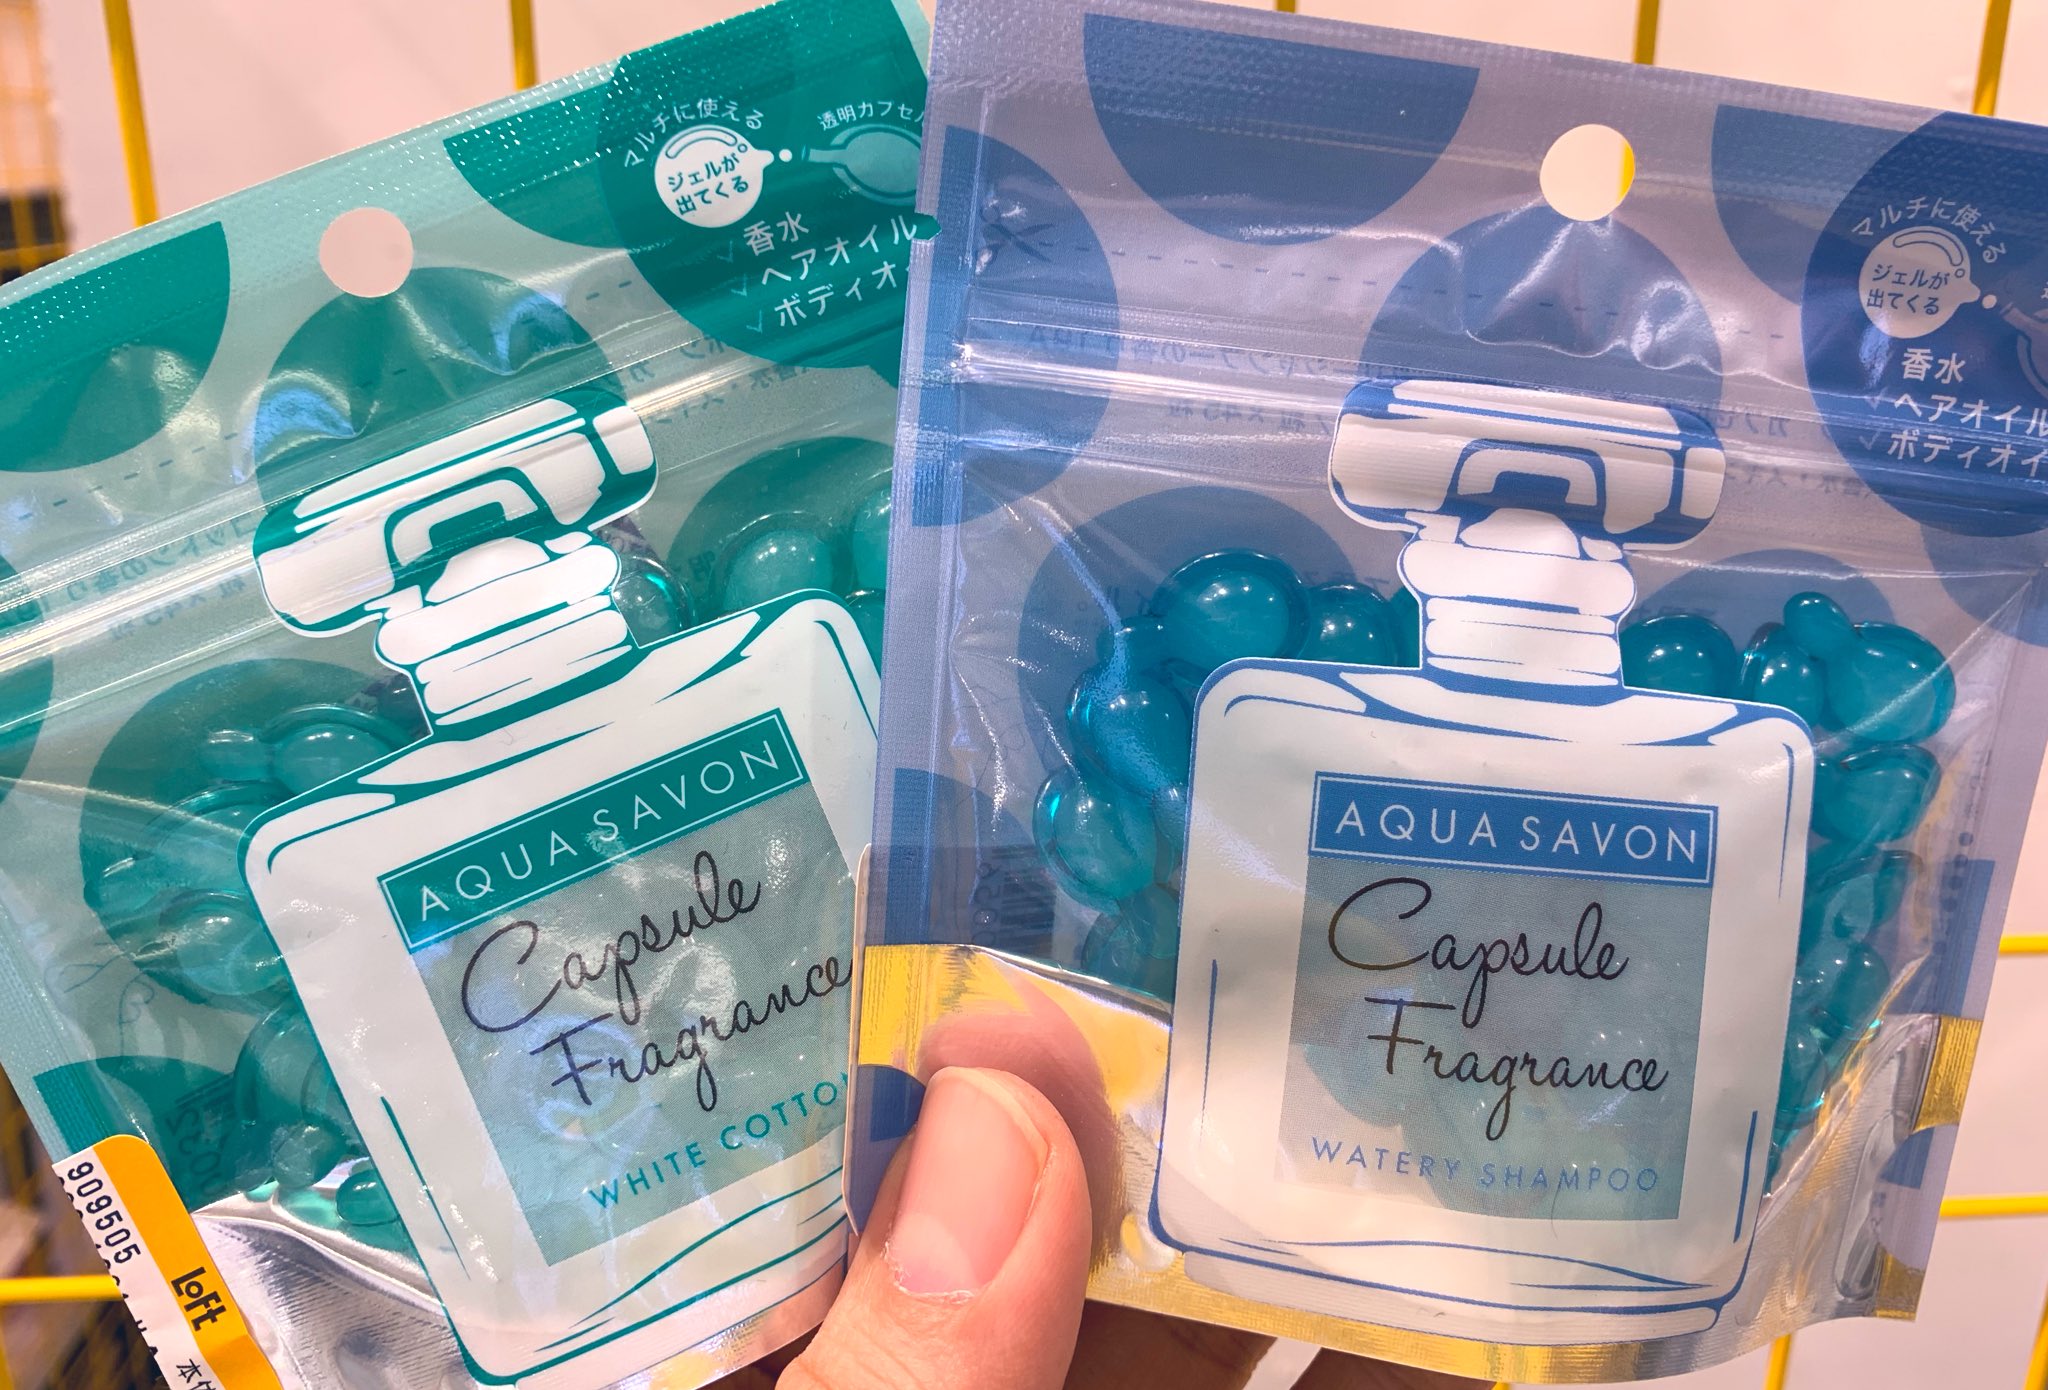 マルチに使える
ジェルが
出てくる
透明カプセル
香水
ヘアオイル
ボディオ
AQUA SAVON
Capsule
Fragrance
WHITE COTTO
9099505
LOFT
マルチに使える
ジェルが
出てくる
香水
ヘアオイル
ボディオイ
AQUA SAVON
Capsule
Fragrance
WATERY SHAMPOO